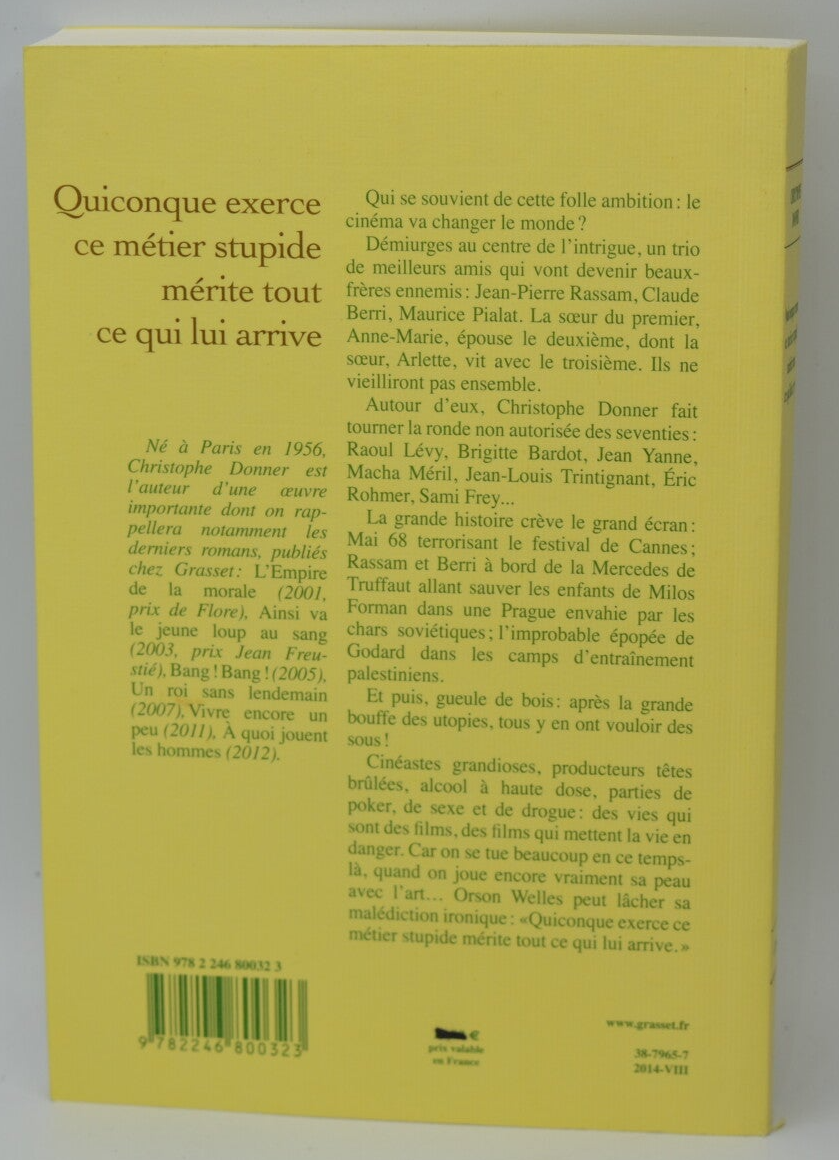 Quiconque exerce
ce métier stupide
mérite tout
ce qui lui arrive
Né à Paris en 1956,
Christophe Donner est
l'auteur d'une œuvre
importante dont on rap-
pellera notamment les
derniers romans, publiés
chez Grasset : L'Empire
de la morale (2001,
prix de Flore), Ainsi va
le jeune loup au sang
(2003, prix Jean Freu-
stié), Bang ! Bang ! (2005),
Un roi sans lendemain
(2007), Vivre encore un
peu (2011), À quoi jouent
les hommes (2012).
Qui se souvient de cette folle ambition : le
cinéma va changer le monde ?
Démiurges au centre de l'intrigue, un trio
de meilleurs amis qui vont devenir beaux-
frères ennemis : Jean-Pierre Rassam, Claude
Berri, Maurice Pialat. La sœur du premier,
Anne-Marie, épouse le deuxième, dont la
sœur, Arlette, vit avec le troisième. Ils ne
vieilliront pas ensemble.
Autour d'eux, Christophe Donner fait
tourner la ronde non autorisée des seventies :
Raoul Lévy, Brigitte Bardot, Jean Yanne,
Macha Méril, Jean-Louis Trintignant, Éric
Rohmer, Sami Frey...
La grande histoire crève le grand écran :
Mai 68 terrorisant le festival de Cannes ;
Rassam et Berri à bord de la Mercedes de
Truffaut allant sauver les enfants de Milos
Forman dans une Prague envahie par les
chars soviétiques ; l'improbable épopée de
Godard dans les camps d'entraînement
palestiniens.
Et puis, gueule de bois : après la grande
bouffe des utopies, tous y en ont vouloir des
sous !
Cinéastes grandioses, producteurs têtes
brûlées, alcool à haute dose, parties de
poker, de sexe et de drogue : des vies qui
sont des films, des films qui mettent la vie en
danger. Car on se tue beaucoup en ce temps-
là, quand on joue encore vraiment sa peau
avec l'art... Orson Welles peut lâcher sa
malédiction ironique : «Quiconque exerce ce
métier stupide mérite tout ce qui lui arrive.»
ISBN 978 2 246 80032 3
9 782246 800323
€
prix valable
en France
www.grasset.fr
38-7965-7
2014-VIII